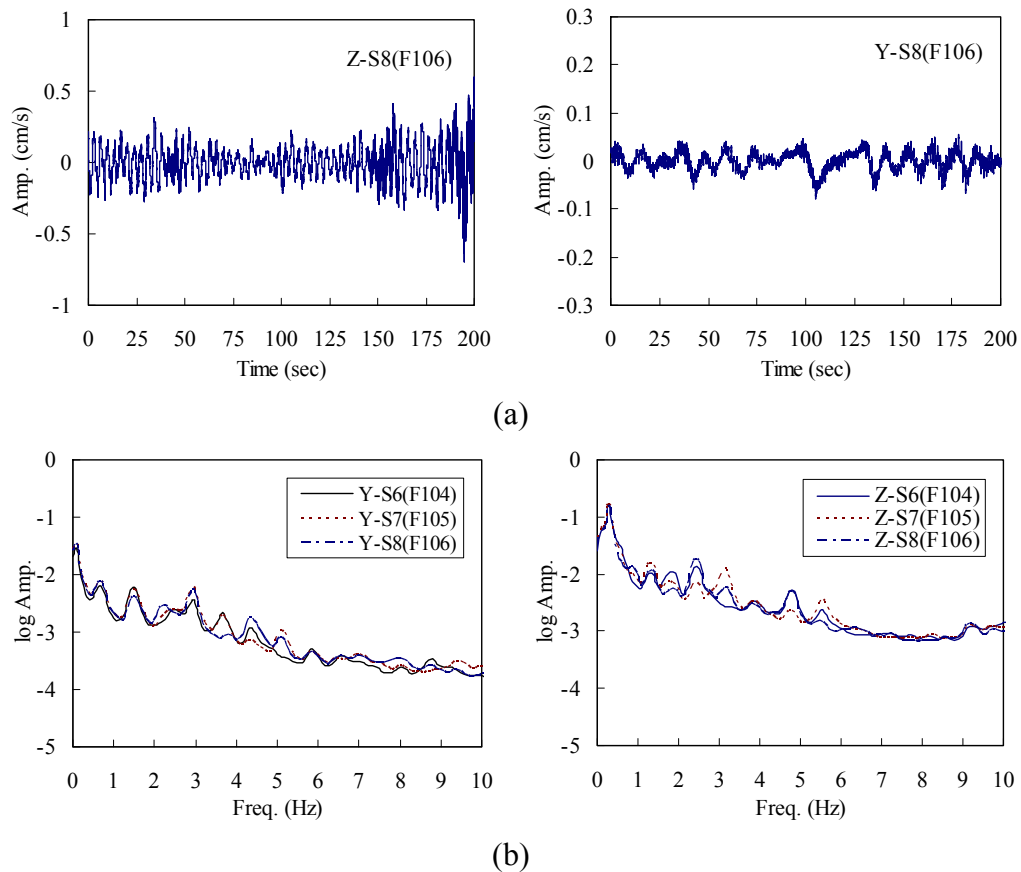 1
0.5
0
-0.5
-1
Amp. (cm/s)
Z-S8(F106)
0 25 50 75 100 125 150 175 200
Time (sec)
0.3
0.2
0.1
0
-0.1
-0.2
-0.3
Amp. (cm/s)
Y-S8(F106)
0 25 50 75 100 125 150 175 200
Time (sec)
(a)
0
-1
-2
-3
-4
-5
log Amp.
Y-S6(F104)
Y-S7(F105)
Y-S8(F106)
0 1 2 3 4 5 6 7 8 9 10
Freq. (Hz)
0
-1
-2
-3
-4
-5
log Amp.
Z-S6(F104)
Z-S7(F105)
Z-S8(F106)
0 1 2 3 4 5 6 7 8 9 10
Freq. (Hz)
(b)